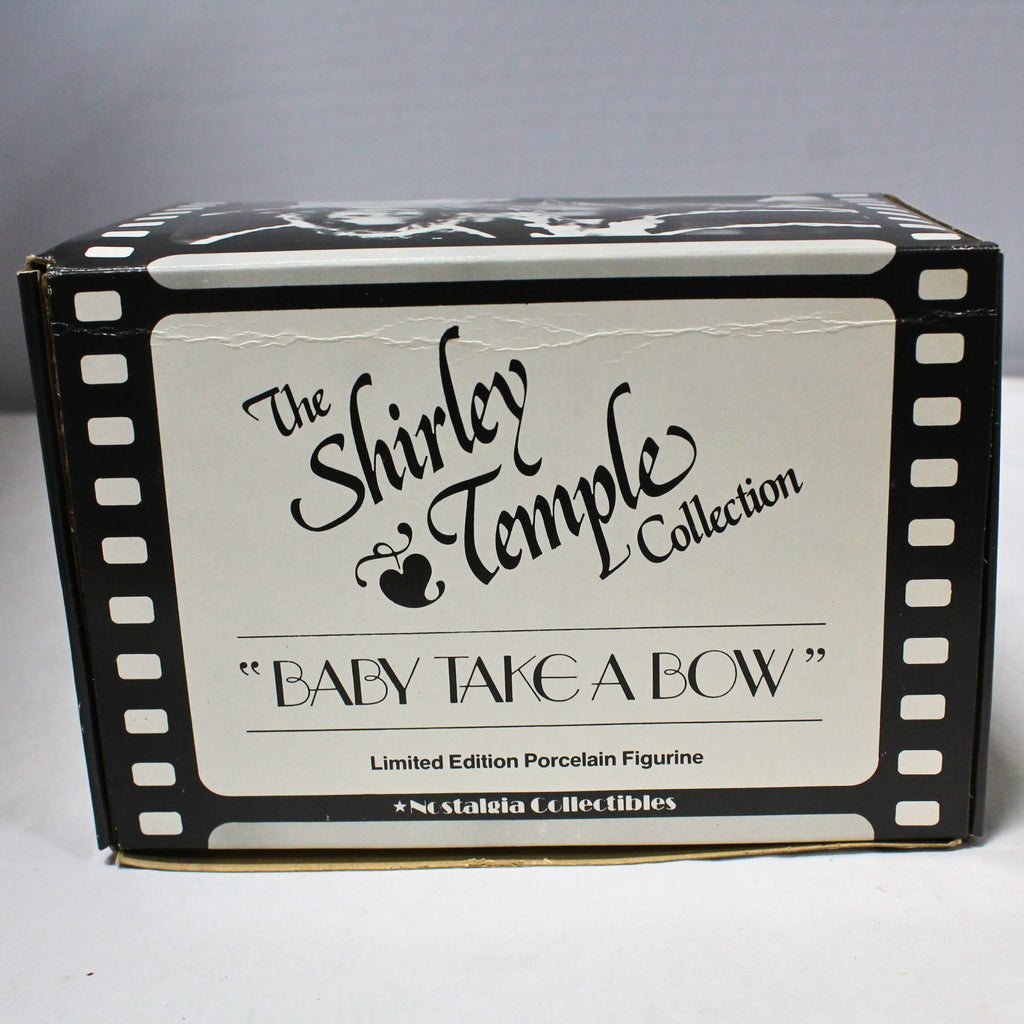 The
Shirley
Temple
Collection
“BABY TAKE A BOW”
Limited Edition Porcelain Figurine
★Nostalgia Collectibles